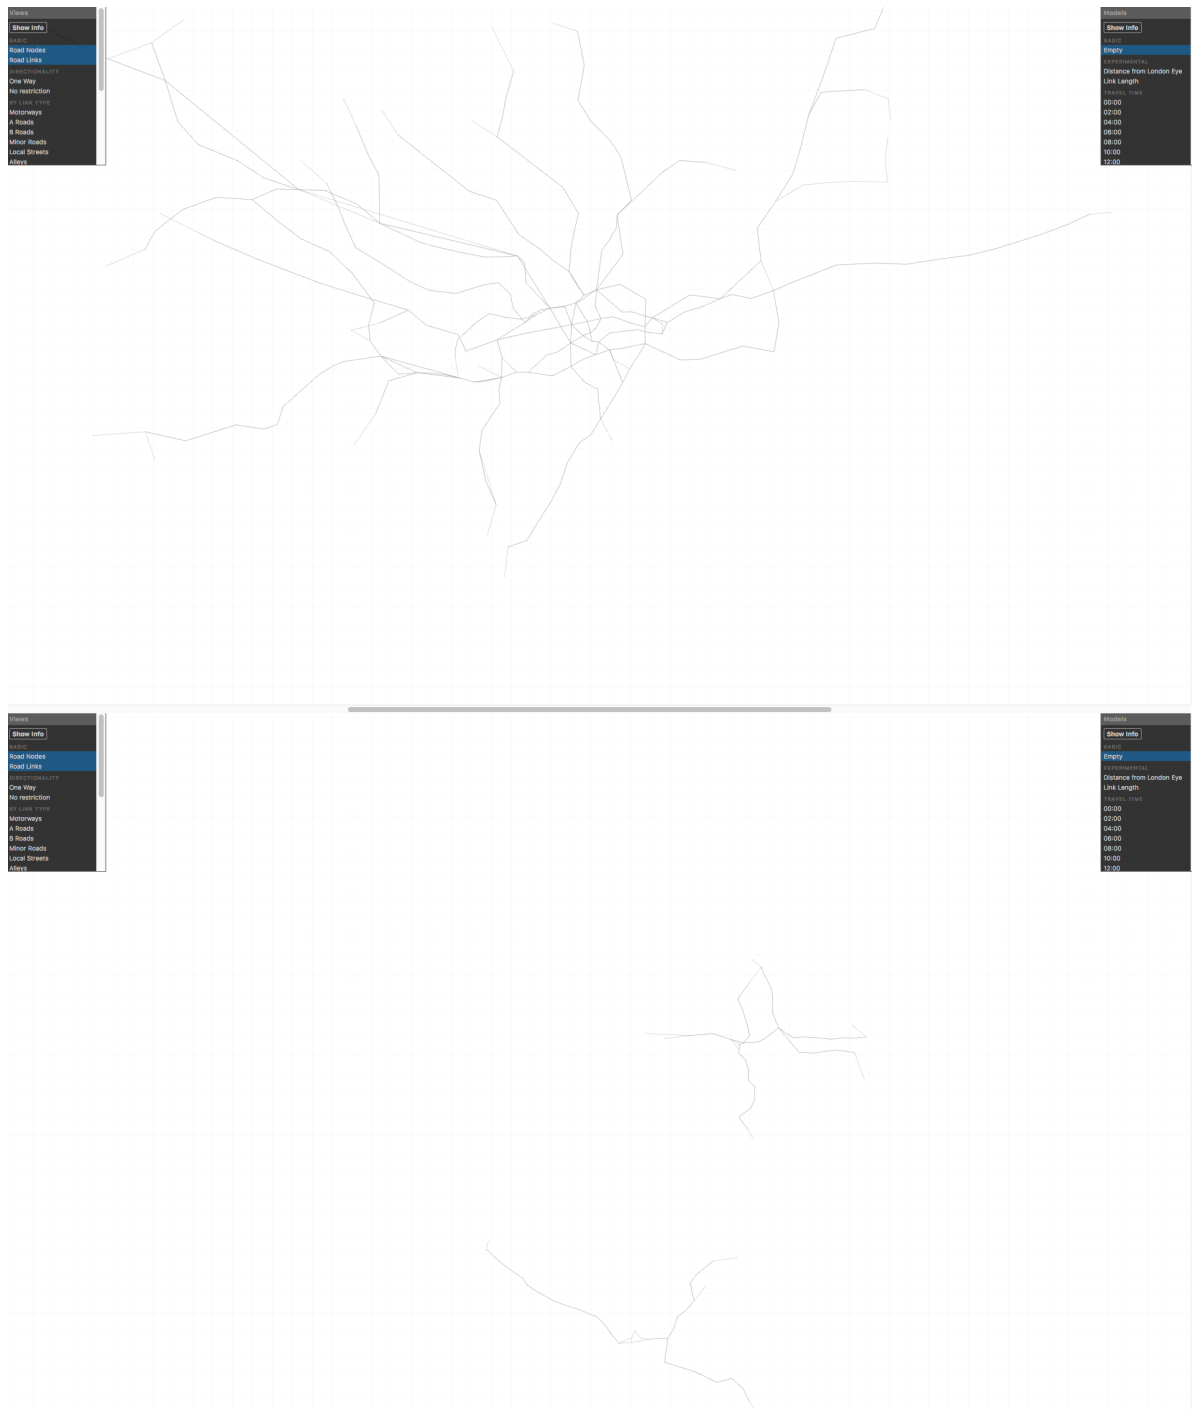 Views
Show Info
BASIC
Road Nodes
Road Links
DIRECTIONALITY
One Way
No restriction
BY LINK TYPE
Motorways
A Roads
B Roads
Minor Roads
Local Streets
Alleys
Models
Show Info
BASIC
Empty
EXPERIMENTAL
Distance from London Eye
Link Length
TRAVEL TIME
00:00
02:00
04:00
06:00
08:00
10:00
12:00
Views
Show Info
BASIC
Road Nodes
Road Links
DIRECTIONALITY
One Way
No restriction
BY LINK TYPE
Motorways
A Roads
B Roads
Minor Roads
Local Streets
Alleys
Models
Show Info
BASIC
Empty
EXPERIMENTAL
Distance from London Eye
Link Length
TRAVEL TIME
00:00
02:00
04:00
06:00
08:00
10:00
12:00